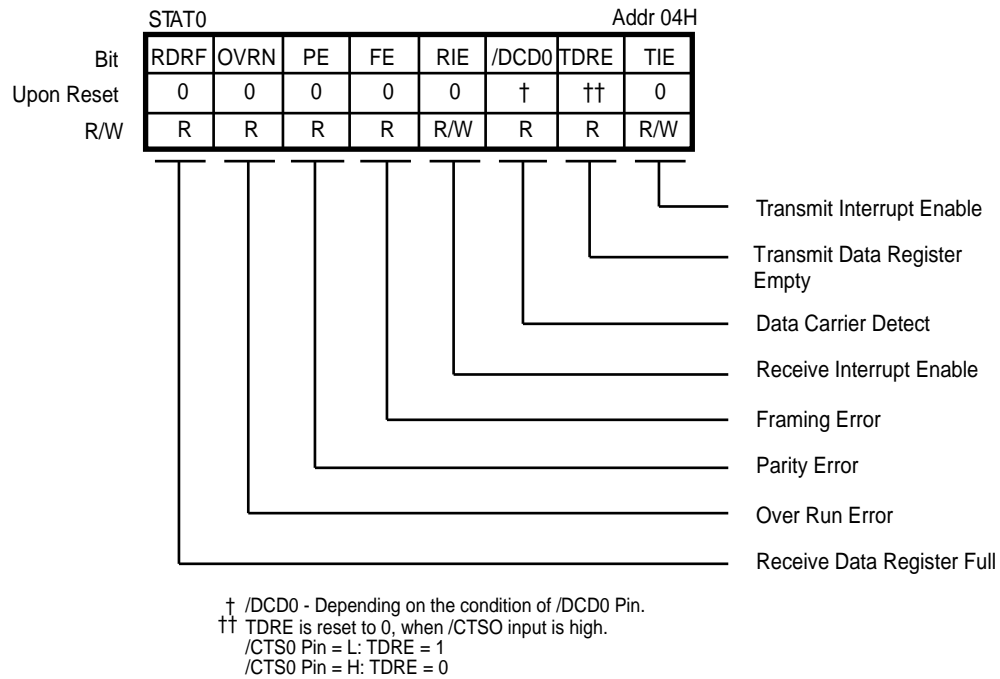 STAT0 Addr 04H
Bit RDRF OVRN PE FE RIE /DCD0 TDRE TIE
Upon Reset 0 0 0 0 0 † †† 0
R/W R R R R R/W R R R/W
Transmit Interrupt Enable
Transmit Data Register
Empty
Data Carrier Detect
Receive Interrupt Enable
Framing Error
Parity Error
Over Run Error
Receive Data Register Full
† /DCD0 - Depending on the condition of /DCD0 Pin.
†† TDRE is reset to 0, when /CTSO input is high.
/CTS0 Pin = L: TDRE = 1
/CTS0 Pin = H: TDRE = 0